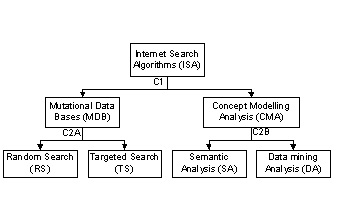 Internet Search
Algorithms (ISA)
C1
Mutational Data
Bases (MDB)
Concept Modelling
Analysis (CMA)
C2A
C2B
Random Search
(RS)
Targeted Search
(TS)
Semantic
Analysis (SA)
Data mining
Analysis (DA)